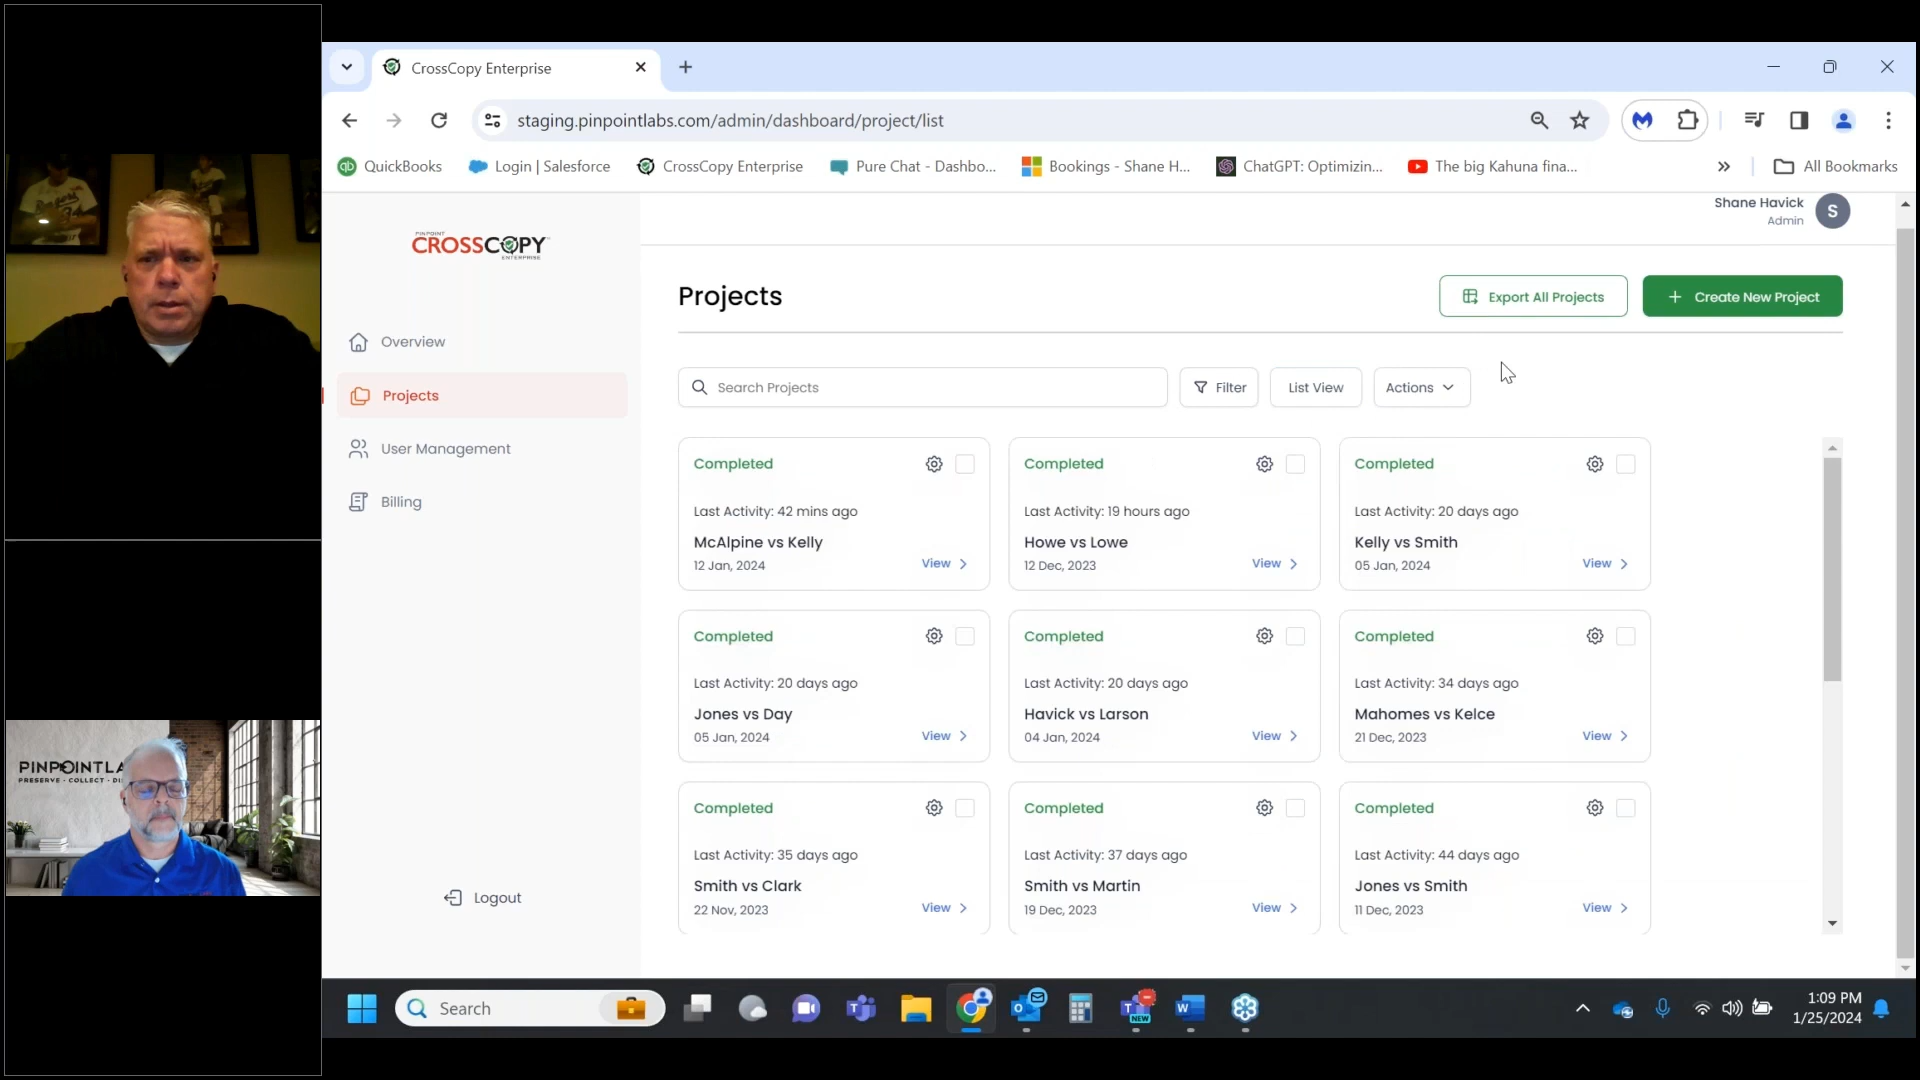 CrossCopy Enterprise
staging.pinpointlabs.com/admin/dashboard/project/list
QuickBooks
Login | Salesforce
CrossCopy Enterprise
Pure Chat - Dashbo...
Bookings - Shane H...
ChatGPT: Optimizin...
The big Kahuna fina...
All Bookmarks
Shane Havick
Admin
S
PINPOINT
CROSSCOPY
ENTERPRISE
Overview
Projects
User Management
Billing
Logout
Projects
Export All Projects
Create New Project
Search Projects
Filter
List View
Actions
Completed
Last Activity: 42 mins ago
McAlpine vs Kelly
12 Jan, 2024
View
Completed
Last Activity: 19 hours ago
Howe vs Lowe
12 Dec, 2023
View
Completed
Last Activity: 20 days ago
Kelly vs Smith
05 Jan, 2024
View
Completed
Last Activity: 20 days ago
Jones vs Day
05 Jan, 2024
View
Completed
Last Activity: 20 days ago
Havick vs Larson
04 Jan, 2024
View
Completed
Last Activity: 34 days ago
Mahomes vs Kelce
21 Dec, 2023
View
Completed
Last Activity: 35 days ago
Smith vs Clark
22 Nov, 2023
View
Completed
Last Activity: 37 days ago
Smith vs Martin
19 Dec, 2023
View
Completed
Last Activity: 44 days ago
Jones vs Smith
11 Dec, 2023
View
PINPOINTLA
PRESERVE - COLLECT - DI
Search
NEW
1:09 PM
1/25/2024